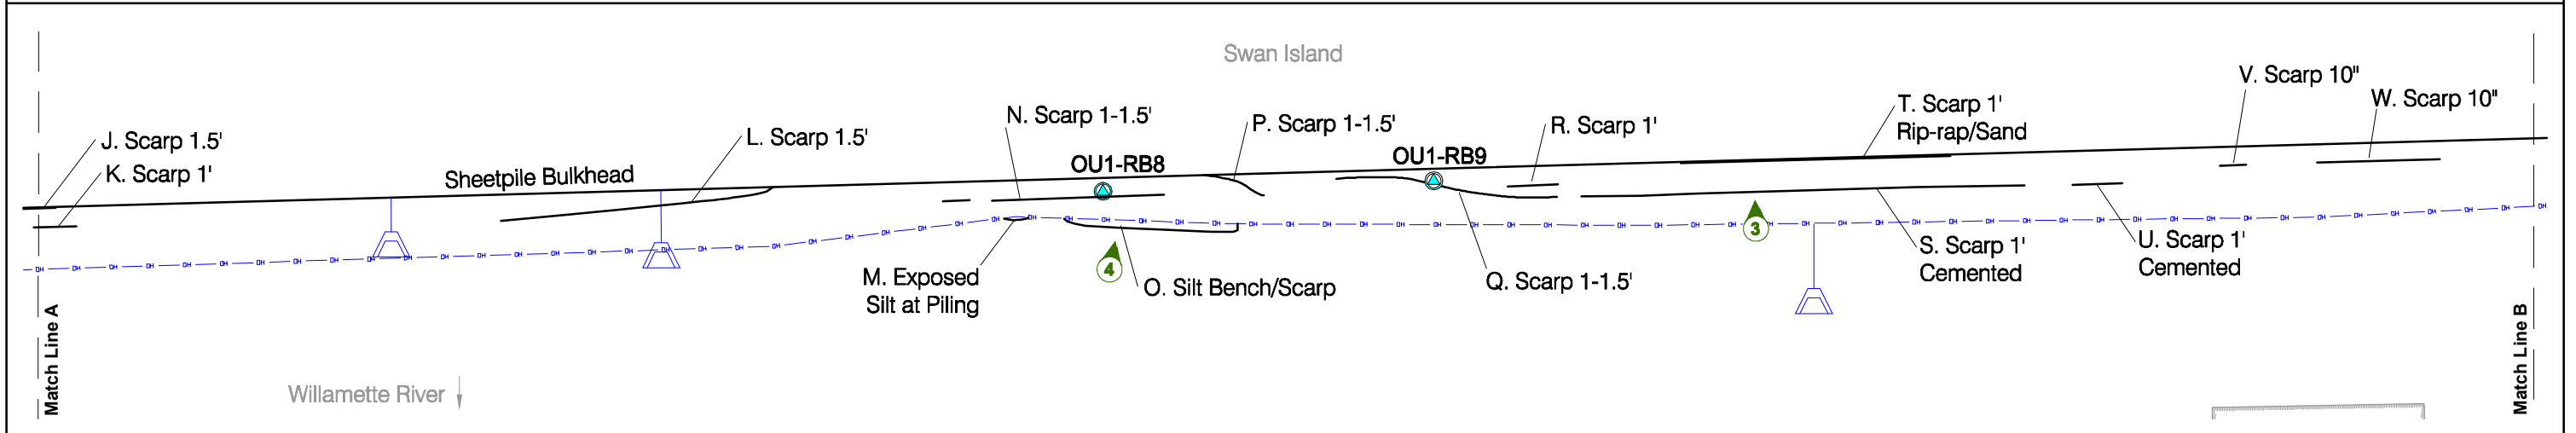 Swan Island
V. Scarp 10"
W. Scarp 10"
N. Scarp 1-1.5'
P. Scarp 1-1.5'
R. Scarp 1'
T. Scarp 1'
Rip-rap/Sand
J. Scarp 1.5'
K. Scarp 1'
L. Scarp 1.5'
Sheetpile Bulkhead
OU1-RB8
OU1-RB9
3
4
M. Exposed
Silt at Piling
O. Silt Bench/Scarp
Q. Scarp 1-1.5'
S. Scarp 1'
Cemented
U. Scarp 1'
Cemented
Match Line A
Match Line B
Willamette River